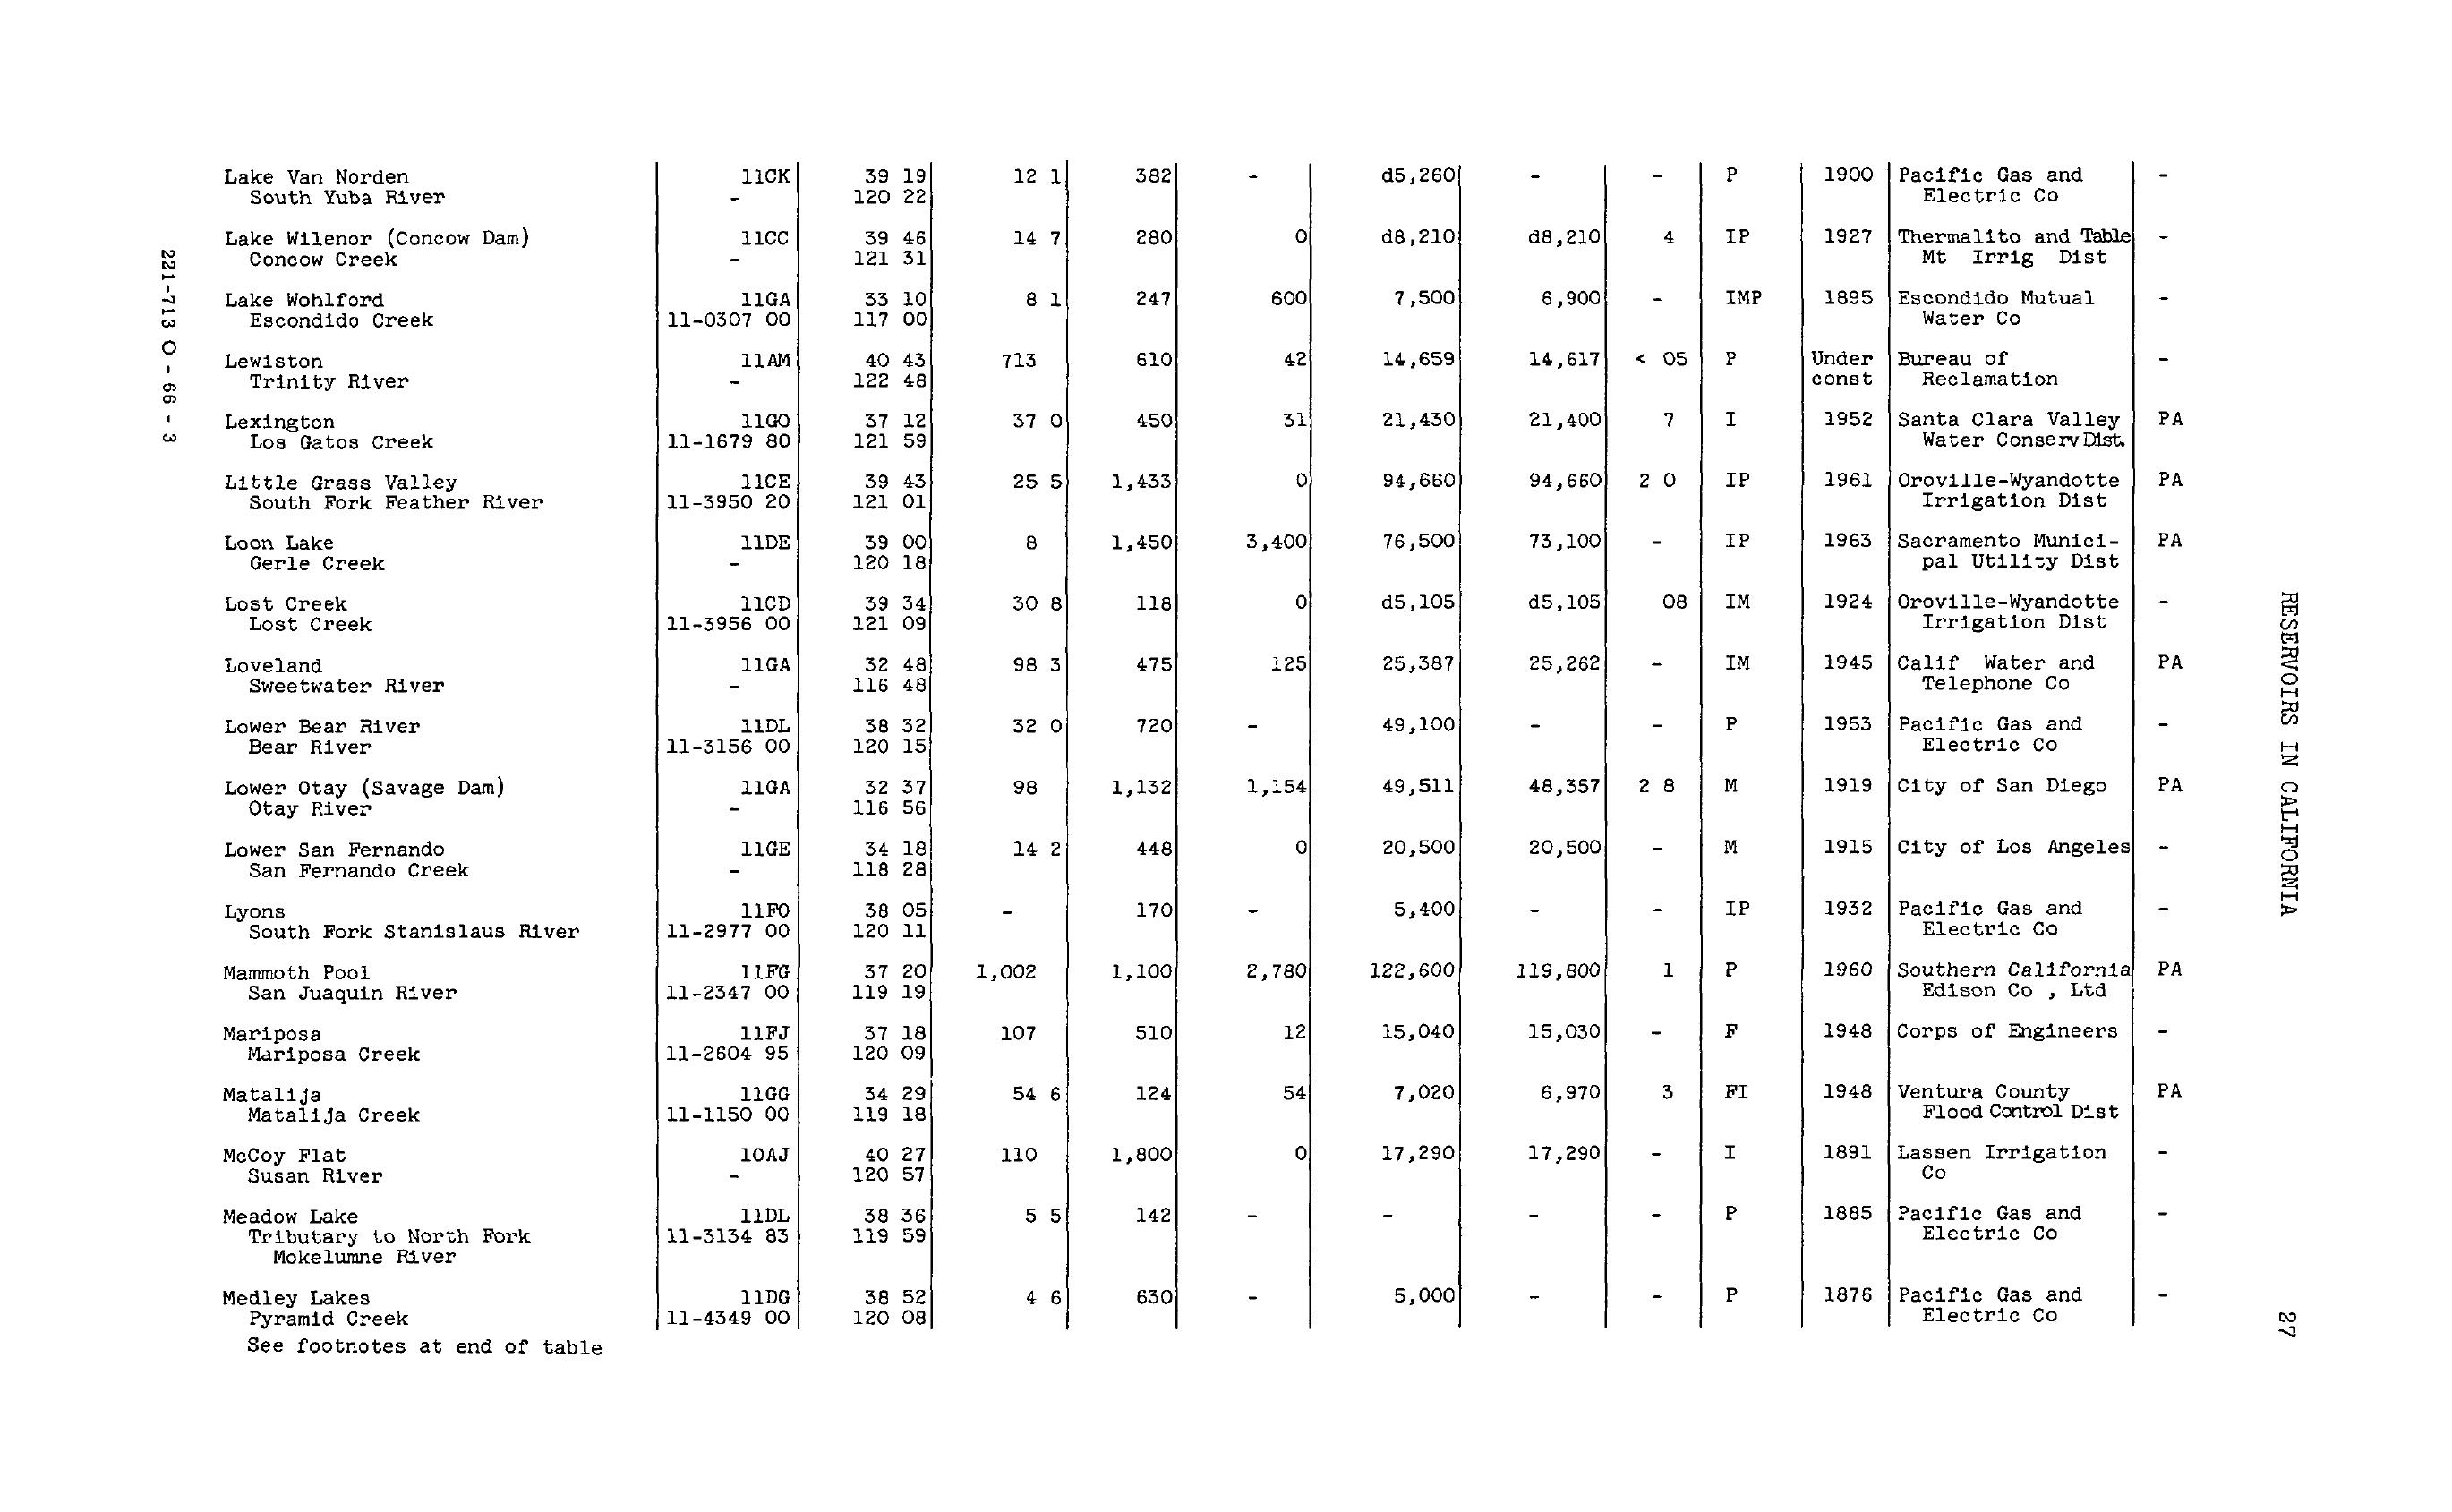 Lake Van Norden 11CK 39 19 12 1 382 - d5,260 - - P 1900 Pacific Gas and -
South Yuba River - 120 22 Electric Co
Lake Wilenor (Concow Dam) 11CC 39 46 14 7 280 0 d8,210 d8,210 4 IP 1927 Thermalito and Table -
Concow Creek - 121 31 Mt Irrig Dist
Lake Wohlford 11GA 33 10 8 1 247 600 7,500 6,900 - IMP 1895 Escondido Mutual -
Escondido Creek 11-0307 00 117 00 Water Co
Lewiston 11AM 40 43 713 610 42 14,659 14,617 < 05 P Under Bureau of -
Trinity River - 122 48 const Reclamation
Lexington 11GO 37 12 37 0 450 31 21,430 21,400 7 I 1952 Santa Clara Valley PA
Los Gatos Creek 11-1679 80 121 59 Water Conserv Dist.
Little Grass Valley 11CE 39 43 25 5 1,433 0 94,660 94,660 2 0 IP 1961 Oroville-Wyandotte PA
South Fork Feather River 11-3950 20 121 01 Irrigation Dist
Loon Lake 11DE 39 00 8 1,450 3,400 76,500 73,100 - IP 1963 Sacramento Munici- PA
Gerle Creek - 120 18 pal Utility Dist
Lost Creek 11CD 39 34 30 8 118 0 d5,105 d5,105 08 IM 1924 Oroville-Wyandotte -
Lost Creek 11-3956 00 121 09 Irrigation Dist
Loveland 11GA 32 48 98 3 475 125 25,387 25,262 - IM 1945 Calif Water and PA
Sweetwater River - 116 48 Telephone Co
Lower Bear River 11DL 38 32 32 0 720 - 49,100 - - P 1953 Pacific Gas and -
Bear River 11-3156 00 120 15 Electric Co
Lower Otay (Savage Dam) 11GA 32 37 98 1,132 1,154 49,511 48,357 2 8 M 1919 City of San Diego PA
Otay River - 116 56
Lower San Fernando 11GE 34 18 14 2 448 0 20,500 20,500 - M 1915 City of Los Angeles -
San Fernando Creek - 118 28
Lyons 11FO 38 05 - 170 - 5,400 - - IP 1932 Pacific Gas and -
South Fork Stanislaus River 11-2977 00 120 11 Electric Co
Mammoth Pool 11FG 37 20 1,002 1,100 2,780 122,600 119,800 1 P 1960 Southern California PA
San Juaquin River 11-2347 00 119 19 Edison Co , Ltd
Mariposa 11FJ 37 18 107 510 12 15,040 15,030 - F 1948 Corps of Engineers -
Mariposa Creek 11-2604 95 120 09
Matalija 11GG 34 29 54 6 124 54 7,020 6,970 3 FI 1948 Ventura County PA
Matalija Creek 11-1150 00 119 18 Flood Control Dist
McCoy Flat 10AJ 40 27 110 1,800 0 17,290 17,290 - I 1891 Lassen Irrigation -
Susan River - 120 57 Co
Meadow Lake 11DL 38 36 5 5 142 - - - - P 1885 Pacific Gas and -
Tributary to North Fork 11-3134 83 119 59 Electric Co
Mokelumne River
Medley Lakes 11DG 38 52 4 6 630 - 5,000 - - P 1876 Pacific Gas and -
Pyramid Creek 11-4349 00 120 08 Electric Co
See footnotes at end of table
221-713 O - 66 - 3
RESERVOIRS IN CALIFORNIA
27